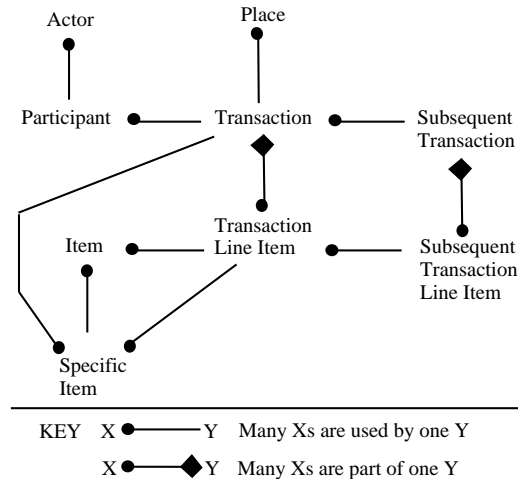 Actor
Place
Participant
Transaction
Subsequent
Transaction
Item
Transaction
Line Item
Subsequent
Transaction
Line Item
Specific
Item
KEY X Y Many Xs are used by one Y
X Y Many Xs are part of one Y